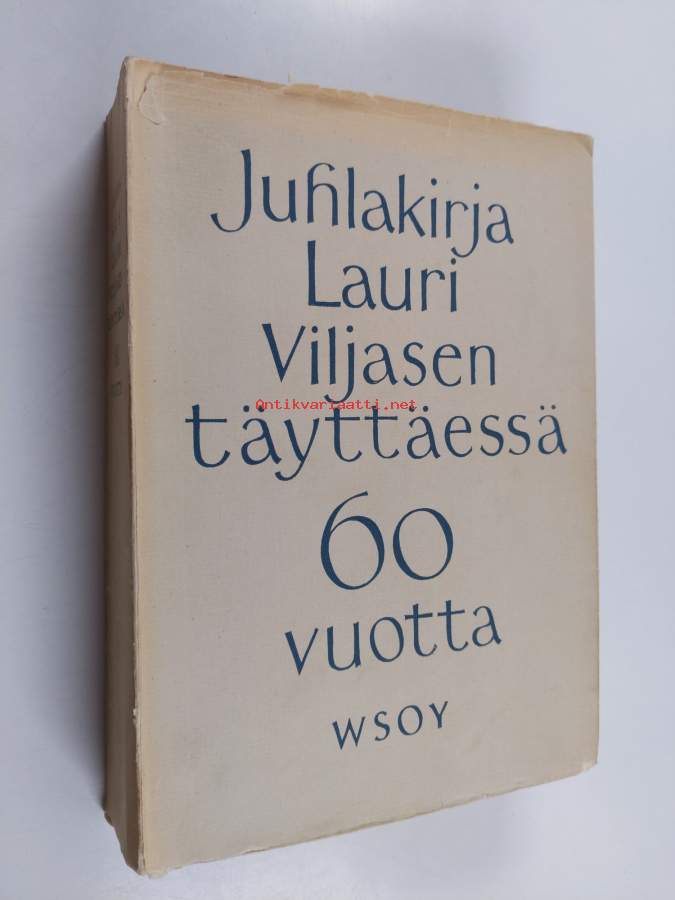 Juhlakirja
Lauri
Viljasen
Antikvariaatti.net
täyttäessä
60
vuotta
WSOY